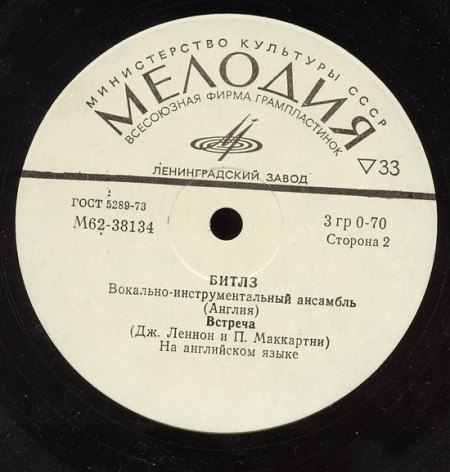 МИНИСТЕРСТВО КУЛЬТУРЫ СССР
МЕЛОДИЯ
ВСЕСОЮЗНАЯ ФИРМА ГРАМПЛАСТИНОК
ЛЕНИНГРАДСКИЙ ЗАВОД
▽33
ГОСТ 5289-73
М62-38134
3 гр 0-70
Сторона 2
БИТЛЗ
Вокально-инструментальный ансамбль
(Англия)
Встреча
(Дж. Леннон и П. Маккартни)
На английском языке